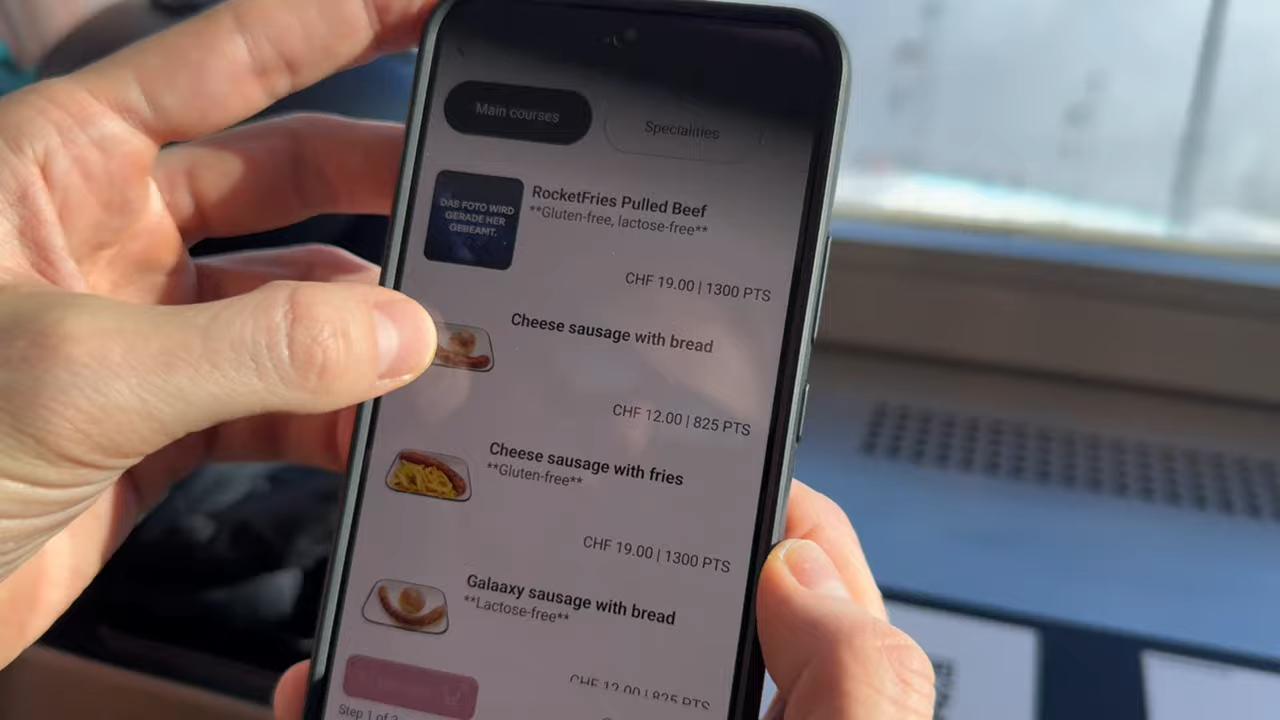 Main courses
Specialities
DAS FOTO WIRD
GERADE HER
GEBEAMT.
RocketFries Pulled Beef
**Gluten-free, lactose-free**
CHF 19.00 | 1300 PTS
Cheese sausage with bread
CHF 12.00 | 825 PTS
Cheese sausage with fries
**Gluten-free**
CHF 19.00 | 1300 PTS
Galaaxy sausage with bread
**Lactose-free**
CHF 12.00 | 825 PTS
Step 1 of